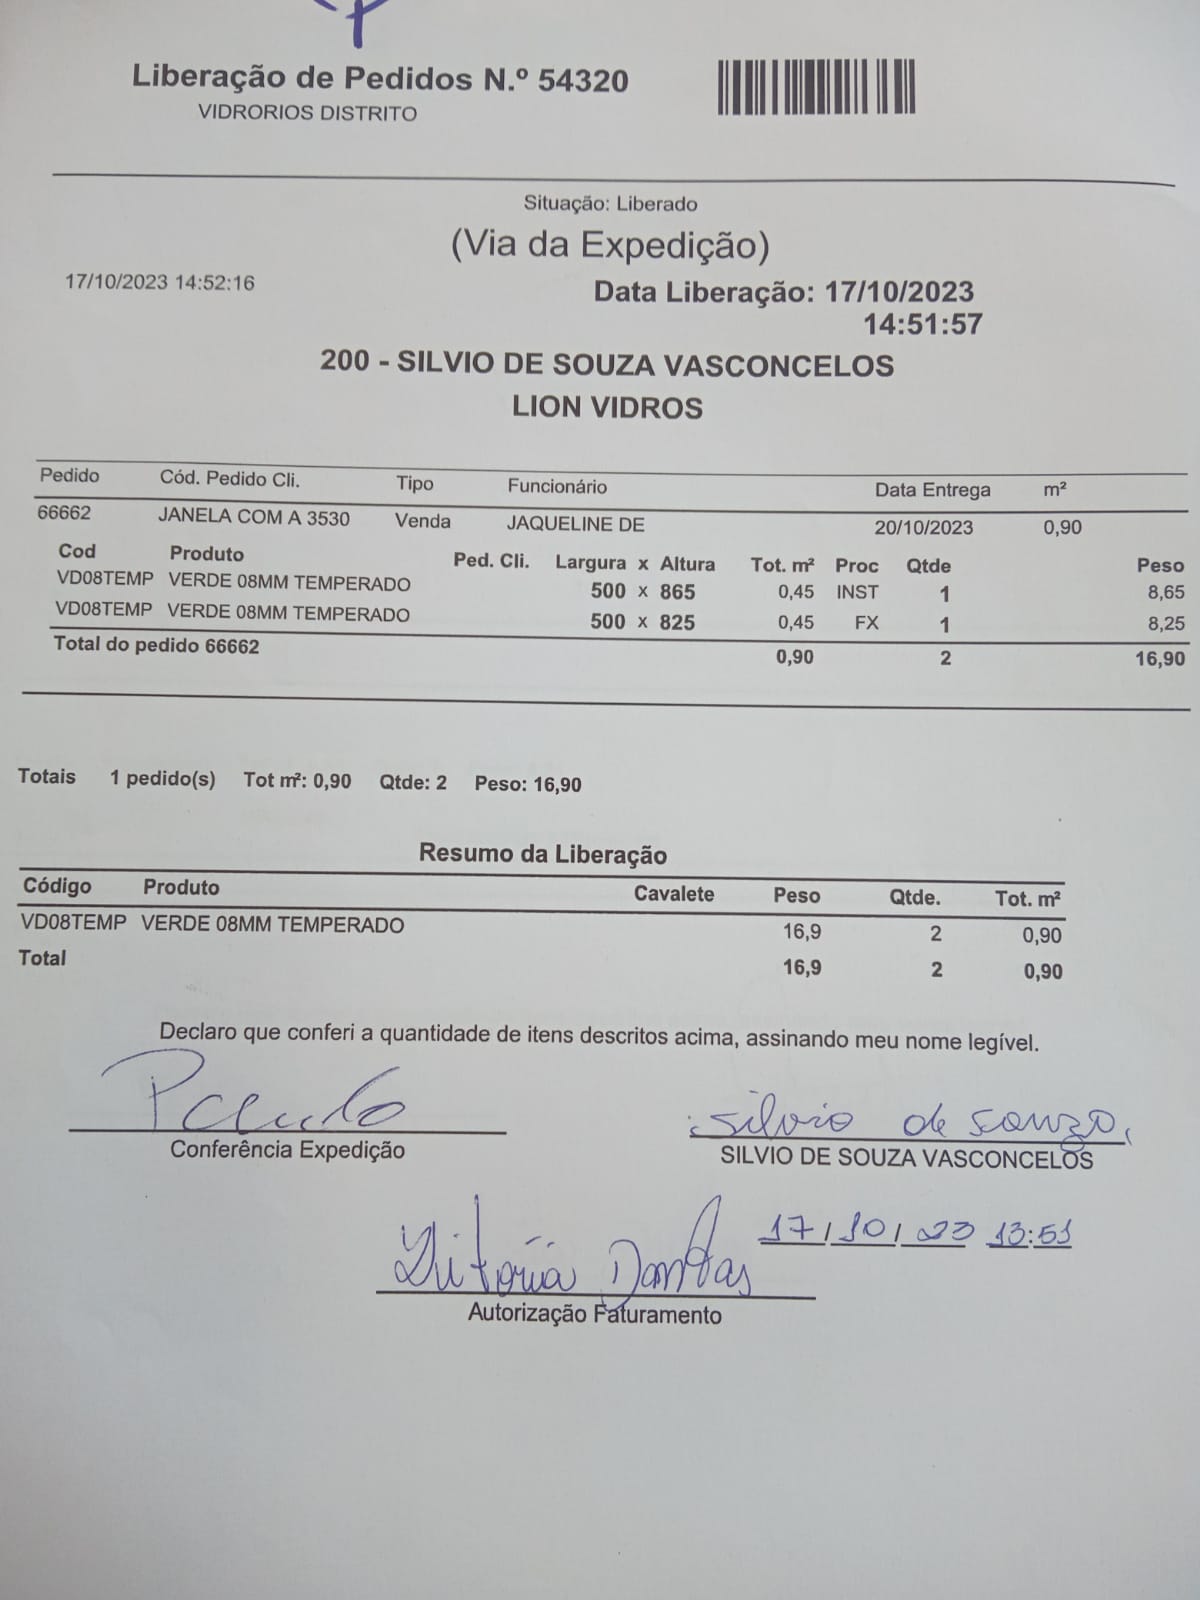 Liberação de Pedidos N.º 54320
VIDRORIOS DISTRITO
Situação: Liberado
(Via da Expedição)
17/10/2023 14:52:16
Data Liberação: 17/10/2023
14:51:57
200 - SILVIO DE SOUZA VASCONCELOS
LION VIDROS
Pedido Cód. Pedido Cli. Tipo Funcionário Data Entrega m²
66662 JANELA COM A 3530 Venda JAQUELINE DE 20/10/2023 0,90
Cod Produto Ped. Cli. Largura x Altura Tot. m² Proc Qtde Peso
VD08TEMP VERDE 08MM TEMPERADO 500 x 865 0,45 INST 1 8,65
VD08TEMP VERDE 08MM TEMPERADO 500 x 825 0,45 FX 1 8,25
Total do pedido 66662 0,90 2 16,90
Totais 1 pedido(s) Tot m²: 0,90 Qtde: 2 Peso: 16,90
Resumo da Liberação
Código Produto Cavalete Peso Qtde. Tot. m²
VD08TEMP VERDE 08MM TEMPERADO 16,9 2 0,90
Total 16,9 2 0,90
Declaro que conferi a quantidade de itens descritos acima, assinando meu nome legível.
silvio de souza
Conferência Expedição
SILVIO DE SOUZA VASCONCELOS
17/10/23 13:51
Vitória Dantas
Autorização Faturamento